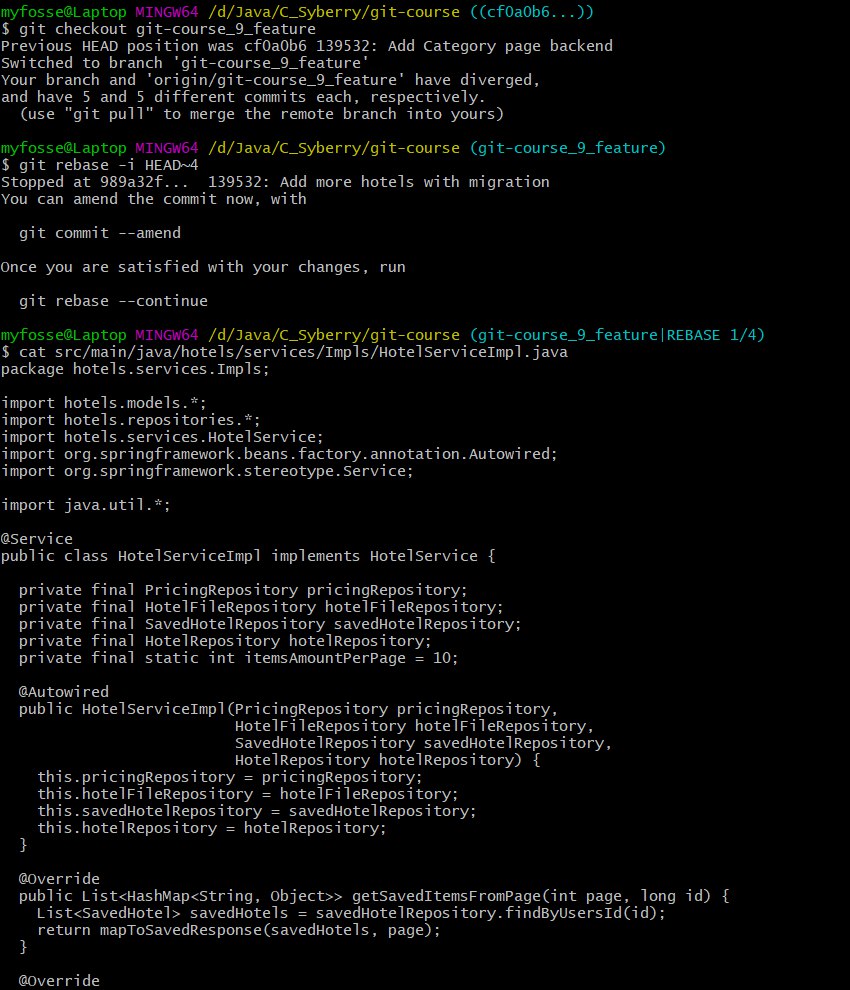 myfosse@Laptop MINGW64 /d/Java/C_Syberry/git-course ((cf0a0b6...))
$ git checkout git-course_9_feature
Previous HEAD position was cf0a0b6 139532: Add Category page backend
Switched to branch 'git-course_9_feature'
Your branch and 'origin/git-course_9_feature' have diverged,
and have 5 and 5 different commits each, respectively.
  (use "git pull" to merge the remote branch into yours)

myfosse@Laptop MINGW64 /d/Java/C_Syberry/git-course (git-course_9_feature)
$ git rebase -i HEAD~4
Stopped at 989a32f...  139532: Add more hotels with migration
You can amend the commit now, with

  git commit --amend

Once you are satisfied with your changes, run

  git rebase --continue

myfosse@Laptop MINGW64 /d/Java/C_Syberry/git-course (git-course_9_feature|REBASE 1/4)
$ cat src/main/java/hotels/services/Impls/HotelServiceImpl.java
package hotels.services.Impls;

import hotels.models.*;
import hotels.repositories.*;
import hotels.services.HotelService;
import org.springframework.beans.factory.annotation.Autowired;
import org.springframework.stereotype.Service;

import java.util.*;

@Service
public class HotelServiceImpl implements HotelService {

  private final PricingRepository pricingRepository;
  private final HotelFileRepository hotelFileRepository;
  private final SavedHotelRepository savedHotelRepository;
  private final HotelRepository hotelRepository;
  private final static int itemsAmountPerPage = 10;

  @Autowired
  public HotelServiceImpl(PricingRepository pricingRepository,
                          HotelFileRepository hotelFileRepository,
                          SavedHotelRepository savedHotelRepository,
                          HotelRepository hotelRepository) {
    this.pricingRepository = pricingRepository;
    this.hotelFileRepository = hotelFileRepository;
    this.savedHotelRepository = savedHotelRepository;
    this.hotelRepository = hotelRepository;
  }

  @Override
  public List<HashMap<String, Object>> getSavedItemsFromPage(int page, long id) {
    List<SavedHotel> savedHotels = savedHotelRepository.findByUsersId(id);
    return mapToSavedResponse(savedHotels, page);
  }

  @Override